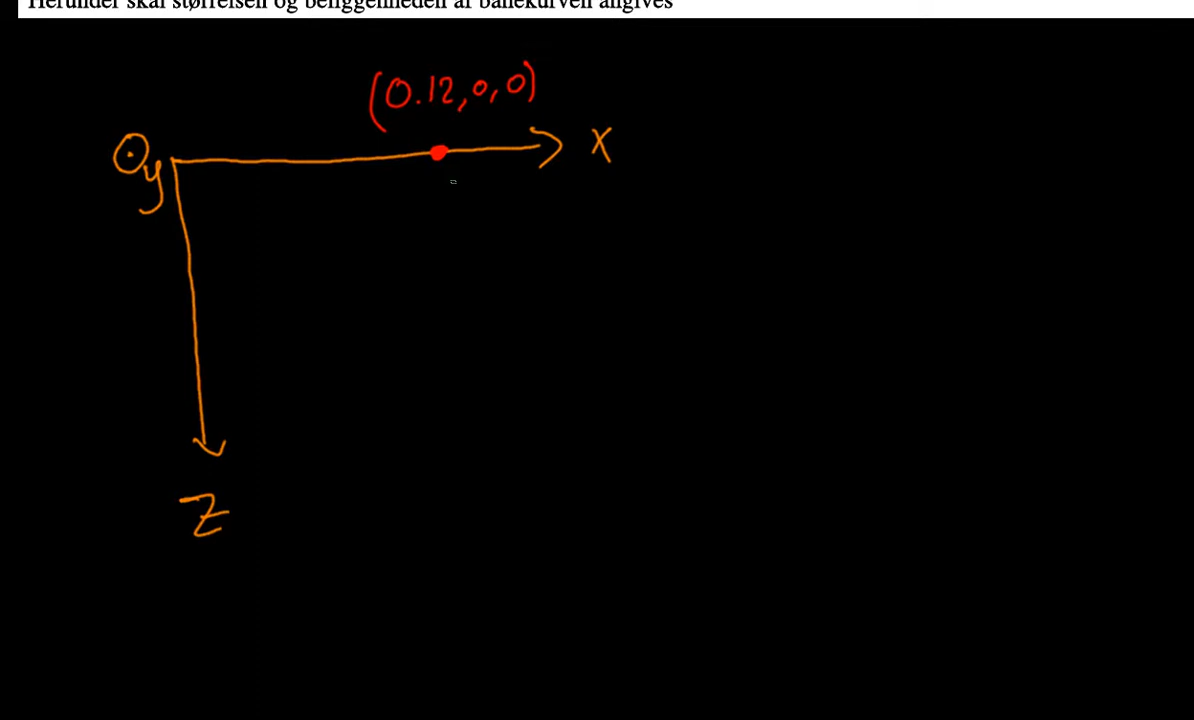 Herunder skal størrelsen og beliggenheden af banekurven angives
(0.12,0,0)
X
y
Z